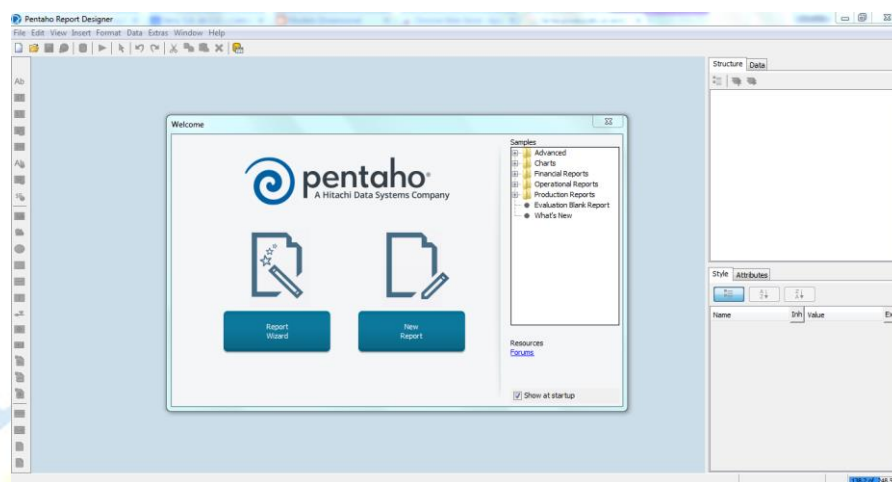 Pentaho Report Designer
File Edit View Insert Format Data Extras Window Help
Structure Data
Ab
Welcome
pentaho
A Hitachi Data Systems Company
Report
Wizard
New
Report
Samples
Advanced
Charts
Financial Reports
Operational Reports
Production Reports
Evaluation Blank Report
What's New
Resources
Forums
Show at startup
Style Attributes
Name Inh Value